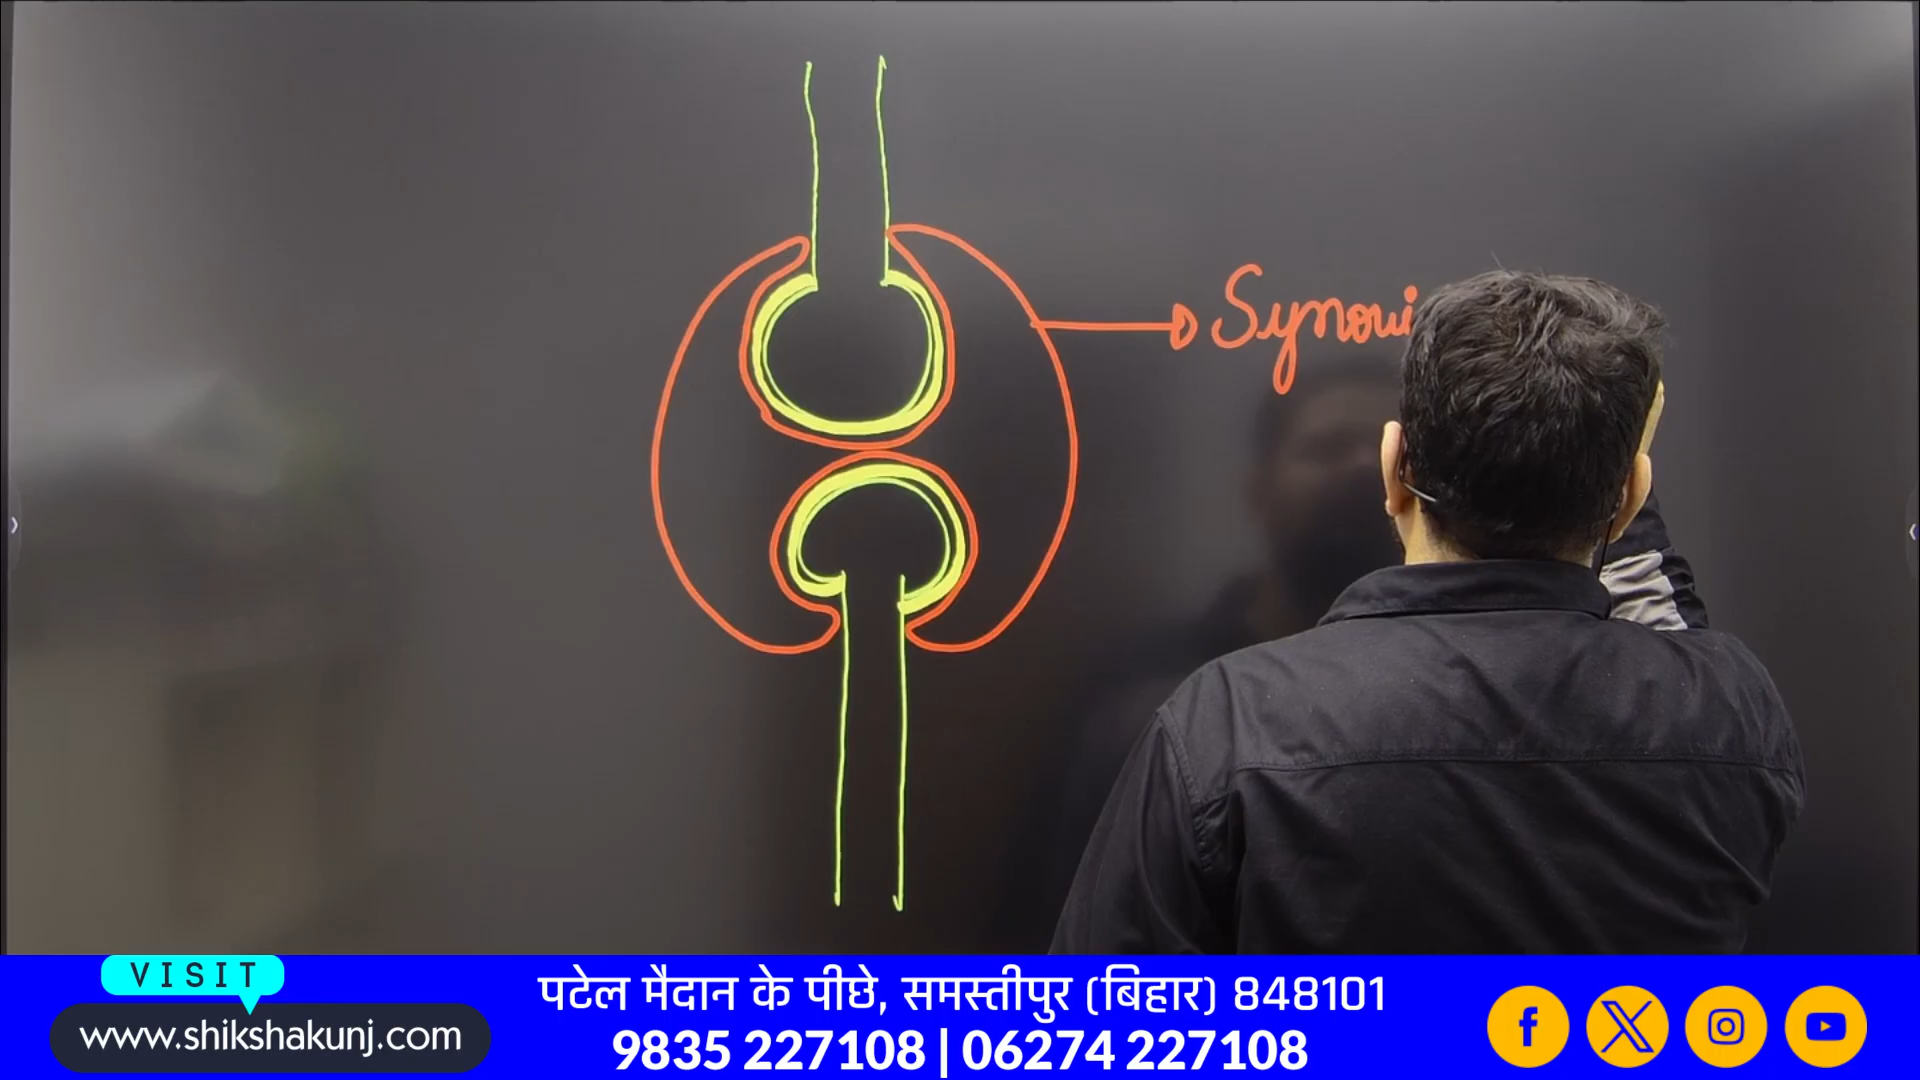 Synovi
VISIT
www.shikshakunj.com
पटेल मैदान के पीछे, समस्तीपुर (बिहार) 848101
9835 227108 | 06274 227108